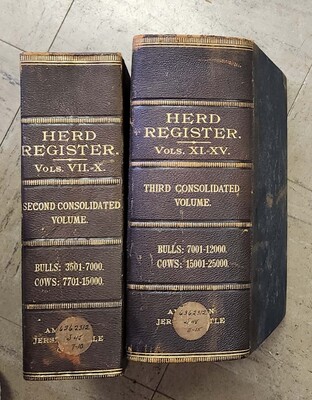 HERD
REGISTER.
VOLS. VII-X.
SECOND CONSOLIDATED
VOLUME.
BULLS: 3501-7000.
COWS: 7701-15000.
HERD
REGISTER.
VOLS. XI-XV.
THIRD CONSOLIDATED
VOLUME.
BULLS: 7001-12000.
COWS: 15001-25000.